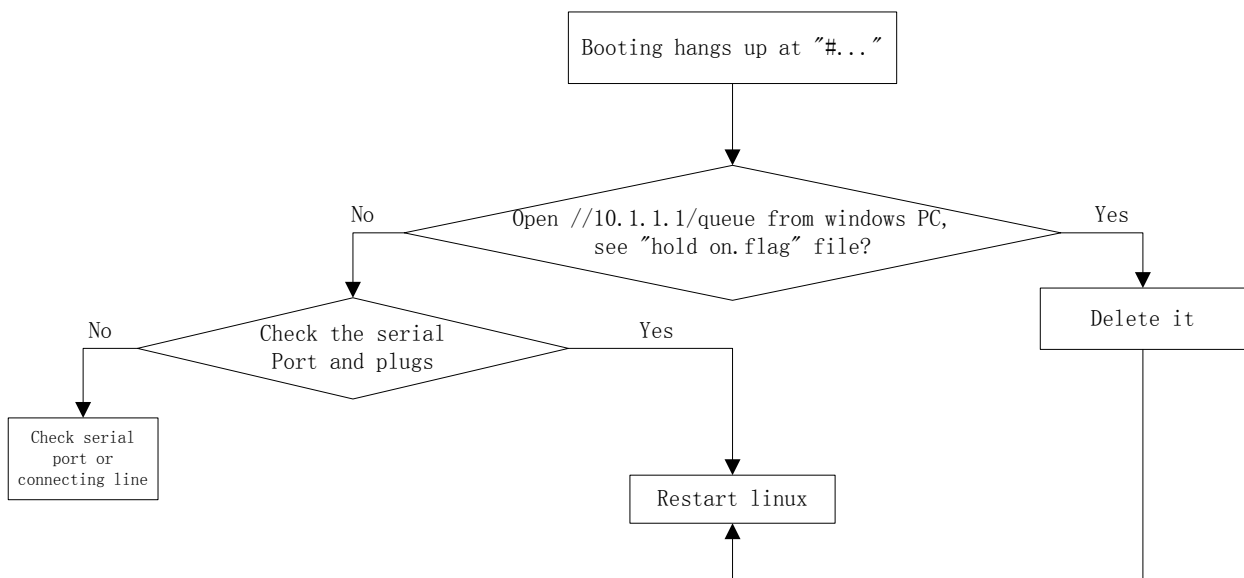 Booting hangs up at "#..."
No
Open //10.1.1.1/queue from windows PC,
see "hold on.flag" file?
Yes
No
Check the serial
Port and plugs
Yes
Delete it
Check serial
port or
connecting line
Restart linux